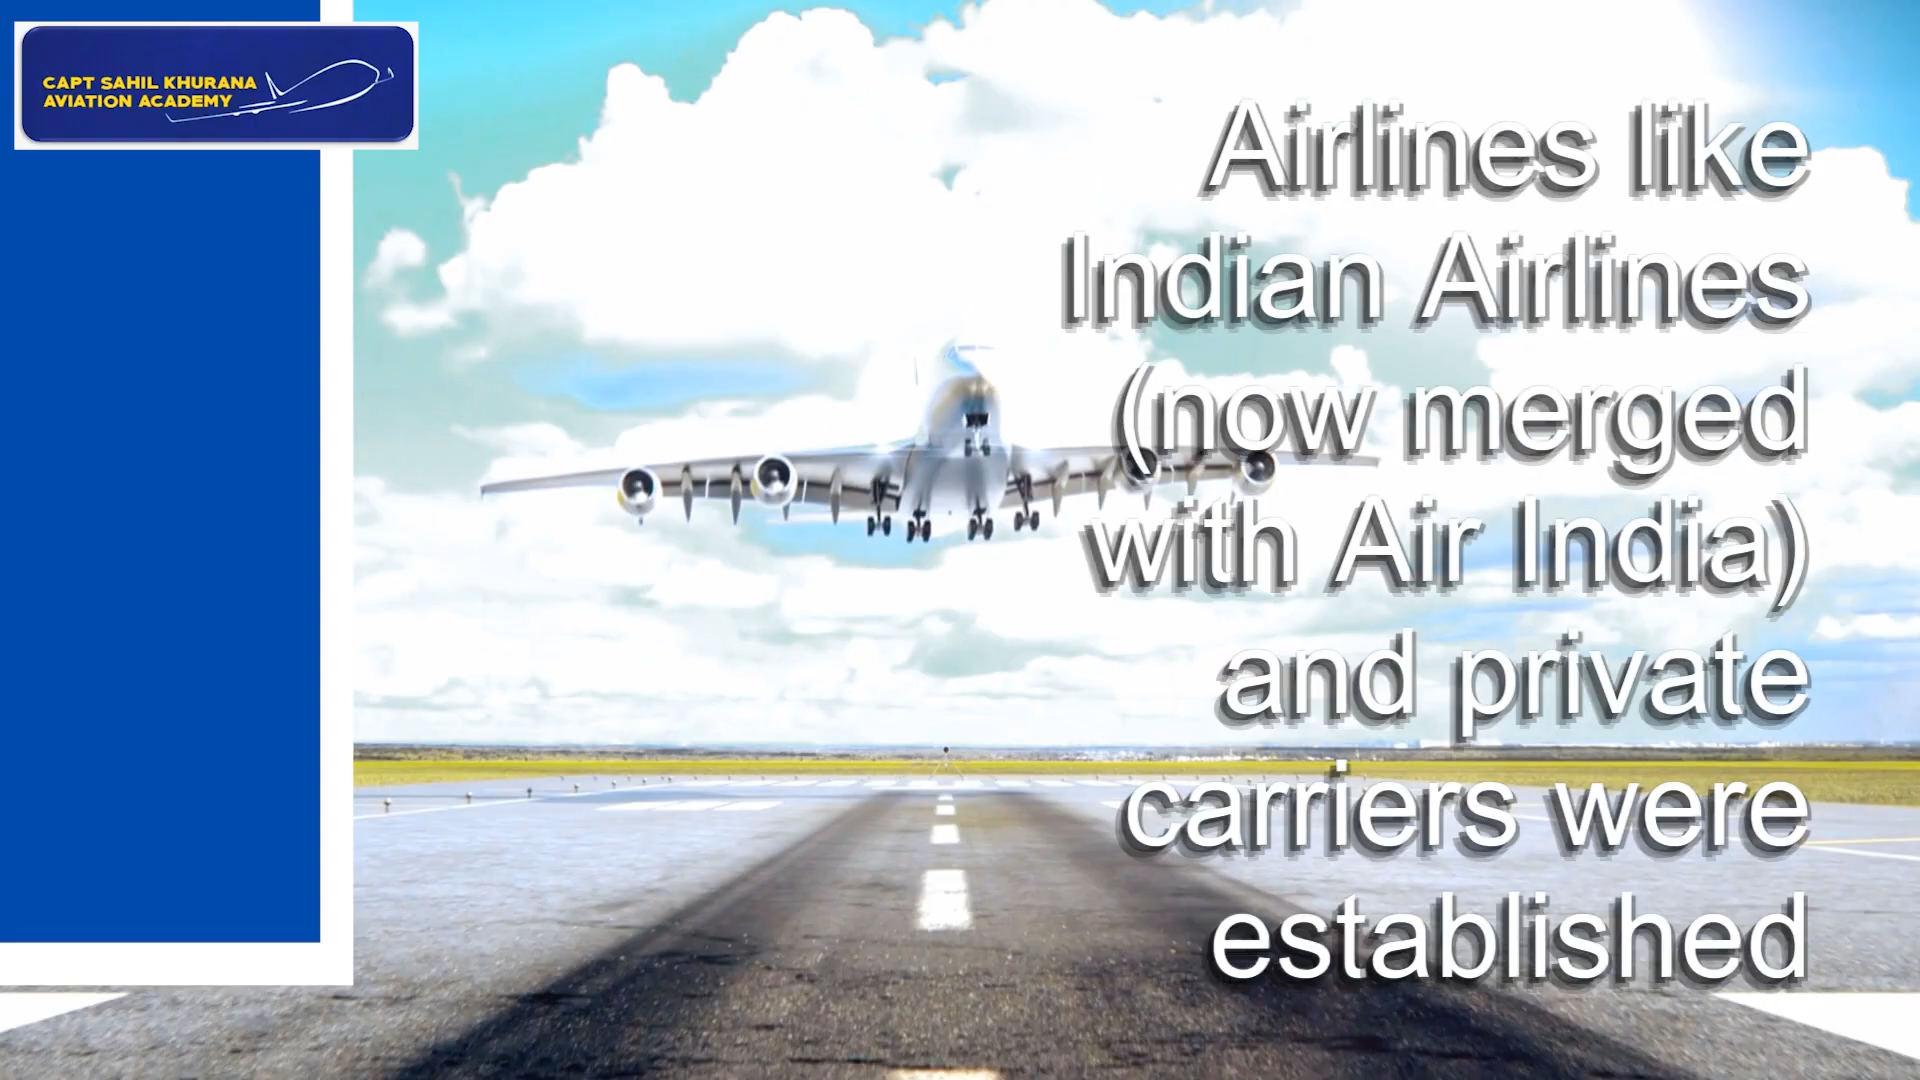 CAPT SAHIL KHURANA
AVIATION ACADEMY
Airlines like
Indian Airlines
(now merged
with Air India)
and private
carriers were
established